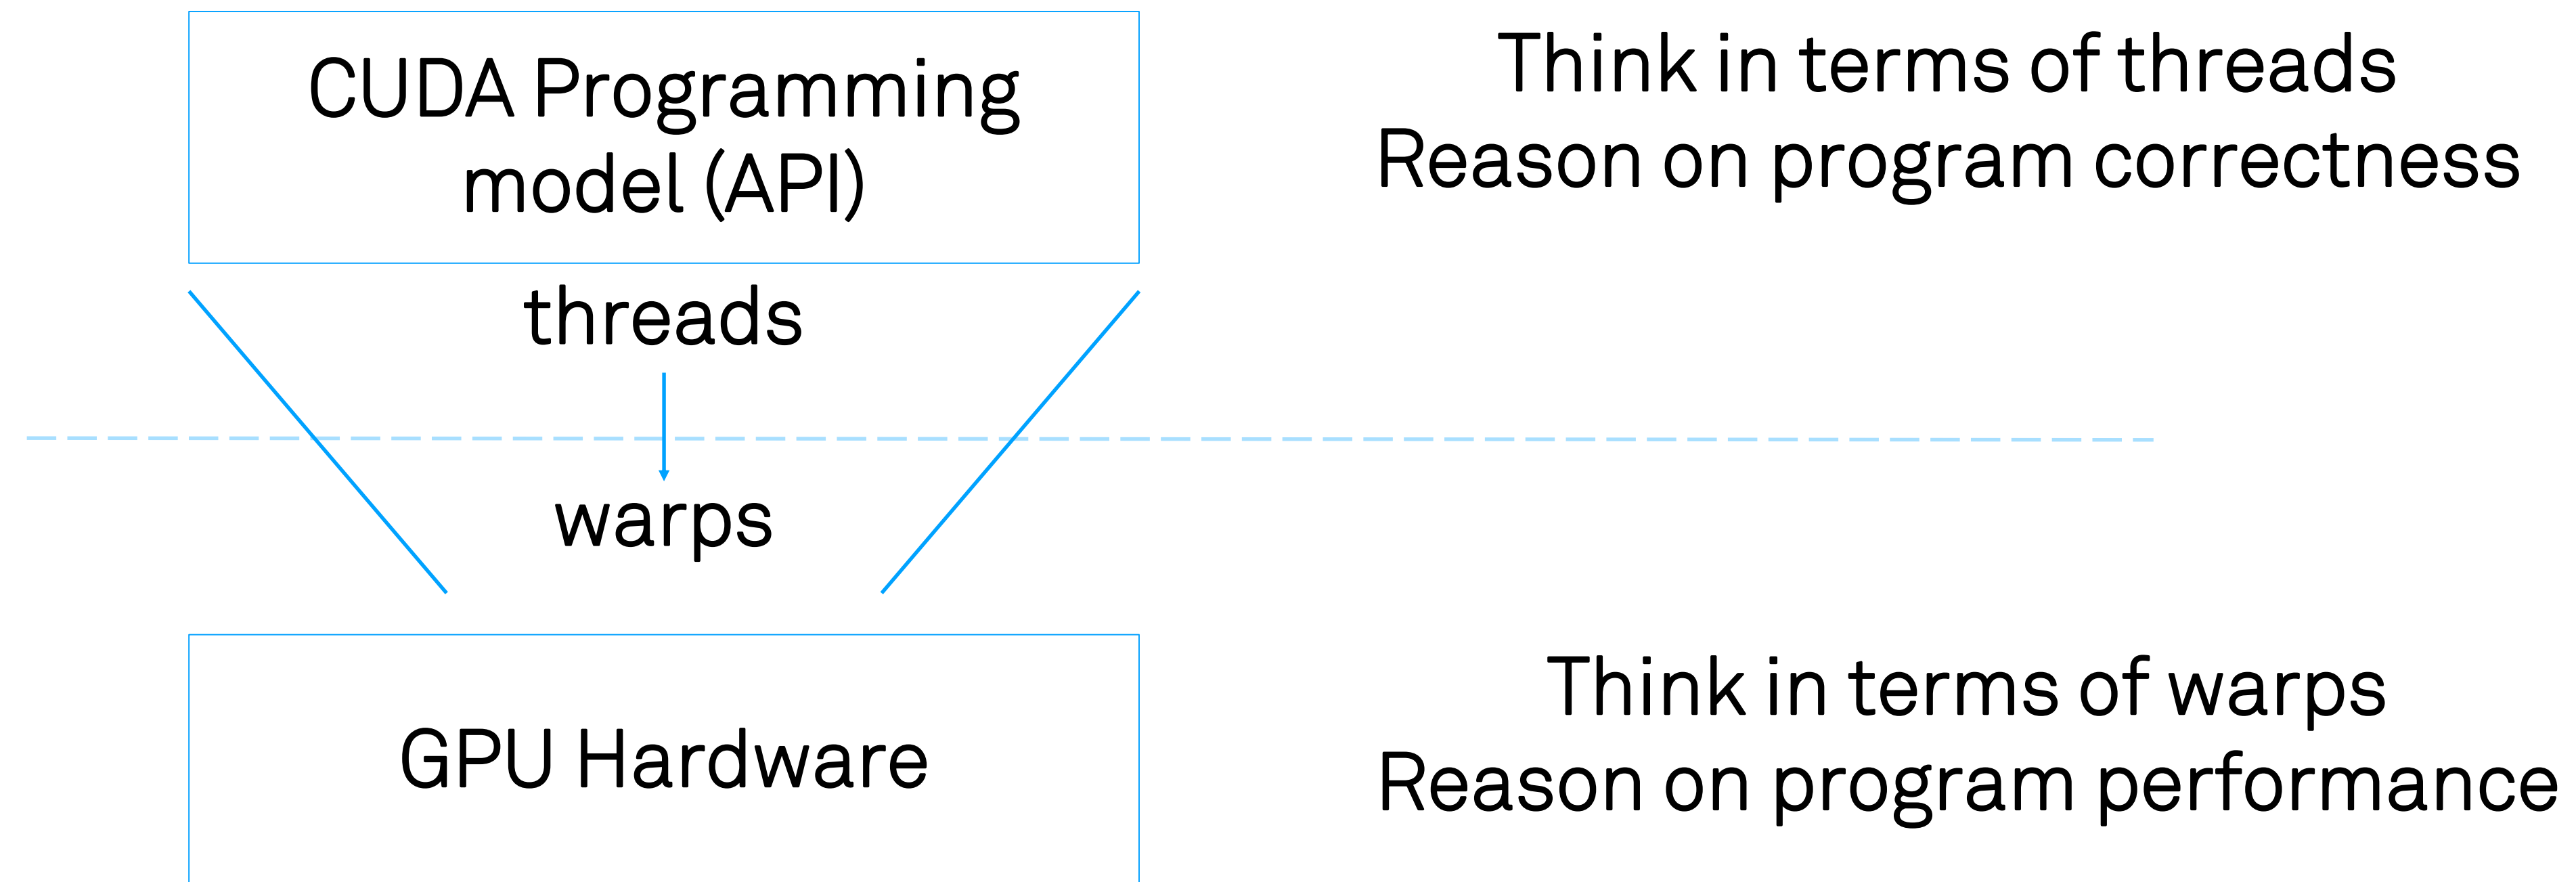 CUDA Programming
model (API)
Think in terms of threads
Reason on program correctness
threads
warps
GPU Hardware
Think in terms of warps
Reason on program performance